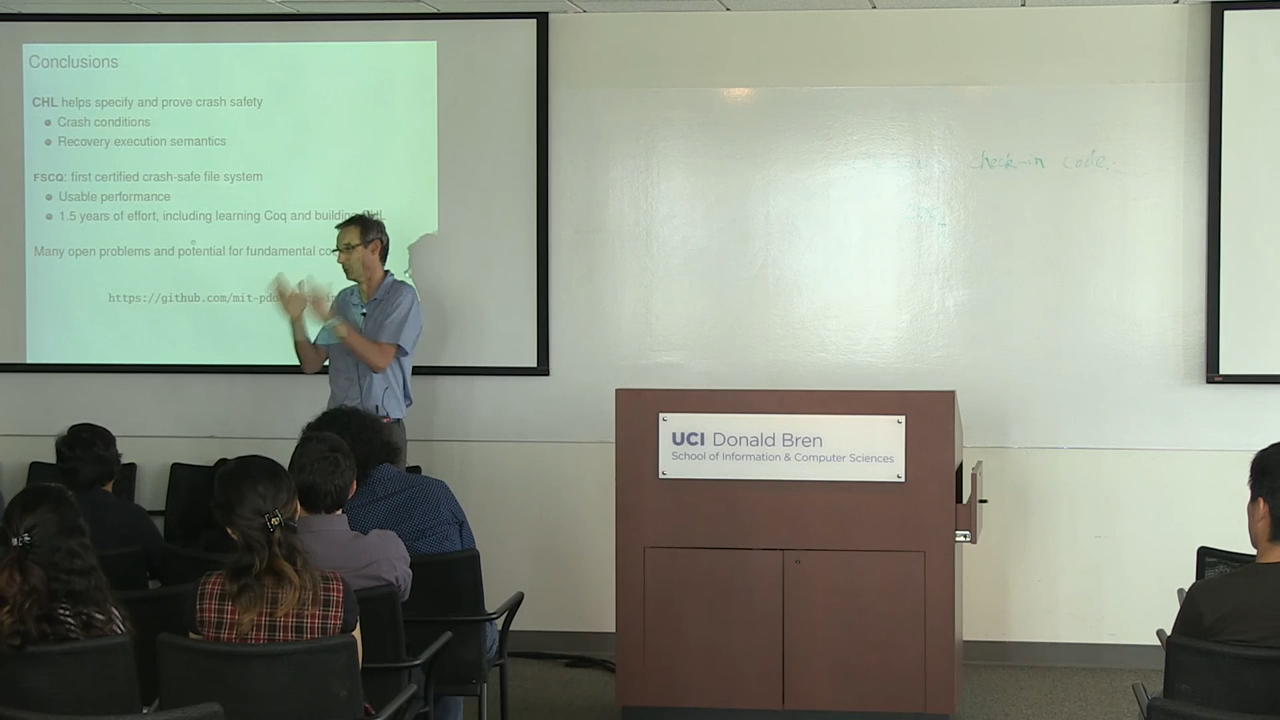 Conclusions
CHL helps specify and prove crash safety
Crash conditions
Recovery execution semantics
FSCQ: first certified crash-safe file system
Usable performance
1.5 years of effort, including learning Coq and building
Many open problems and potential for fundamental
https://github.com/mit-pdo
check-in code.
UCI Donald Bren
School of Information & Computer Sciences